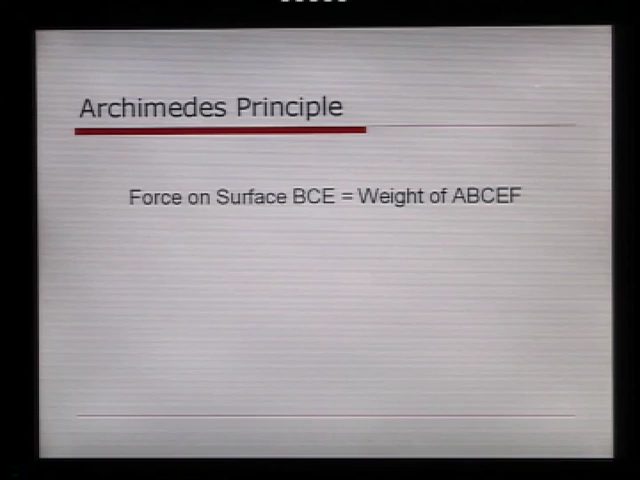 Archimedes Principle
Force on Surface BCE = Weight of ABCEF